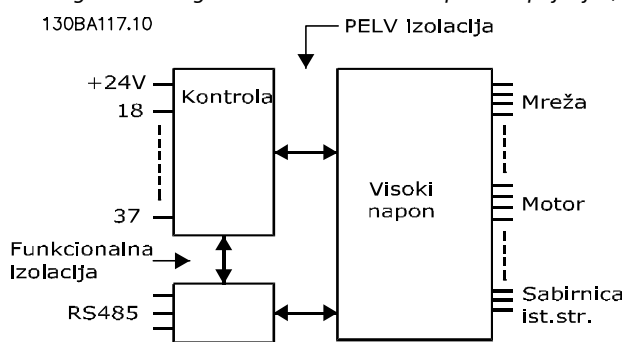 130BA117.10
PELV izolacija
+24V
18
Kontrola
37
Visoki
napon
Mreža
Motor
Funkcionalna
izolacija
RS485
Sabirnica
ist.str.